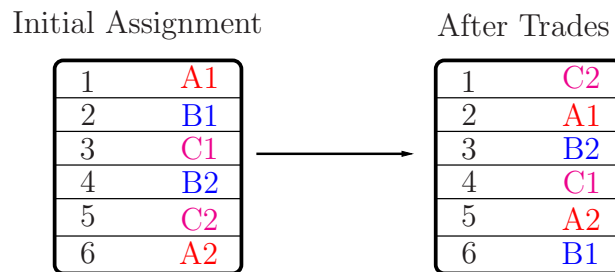 Initial Assignment After Trades
1 A1 1 C2
2 B1 2 A1
3 C1 3 B2
4 B2 4 C1
5 C2 5 A2
6 A2 6 B1